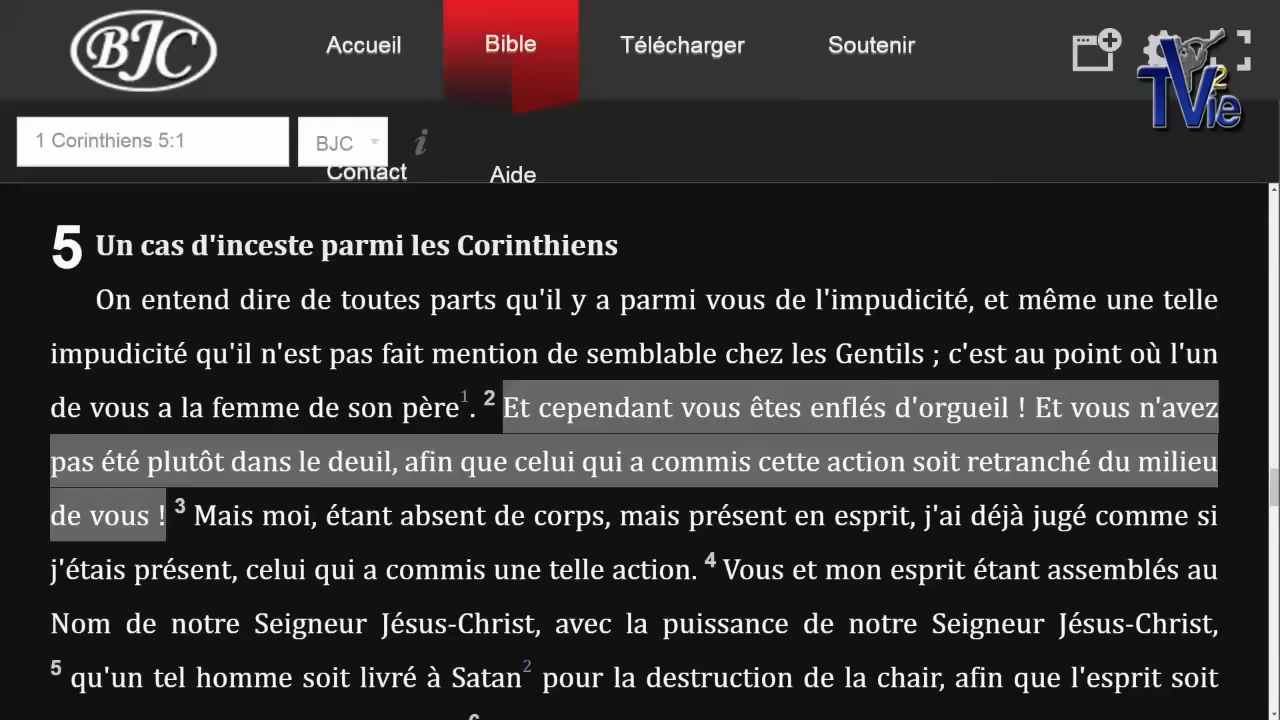 BJC
Accueil
Bible
Télécharger
Soutenir
TV2Vie
1 Corinthiens 5:1
BJC
i
Contact
Aide
5 Un cas d'inceste parmi les Corinthiens
On entend dire de toutes parts qu'il y a parmi vous de l'impudicité, et même une telle
impudicité qu'il n'est pas fait mention de semblable chez les Gentils ; c'est au point où l'un
de vous a la femme de son père1. 2 Et cependant vous êtes enflés d'orgueil ! Et vous n'avez
pas été plutôt dans le deuil, afin que celui qui a commis cette action soit retranché du milieu
de vous ! 3 Mais moi, étant absent de corps, mais présent en esprit, j'ai déjà jugé comme si
j'étais présent, celui qui a commis une telle action. 4 Vous et mon esprit étant assemblés au
Nom de notre Seigneur Jésus-Christ, avec la puissance de notre Seigneur Jésus-Christ,
5 qu'un tel homme soit livré à Satan2 pour la destruction de la chair, afin que l'esprit soit